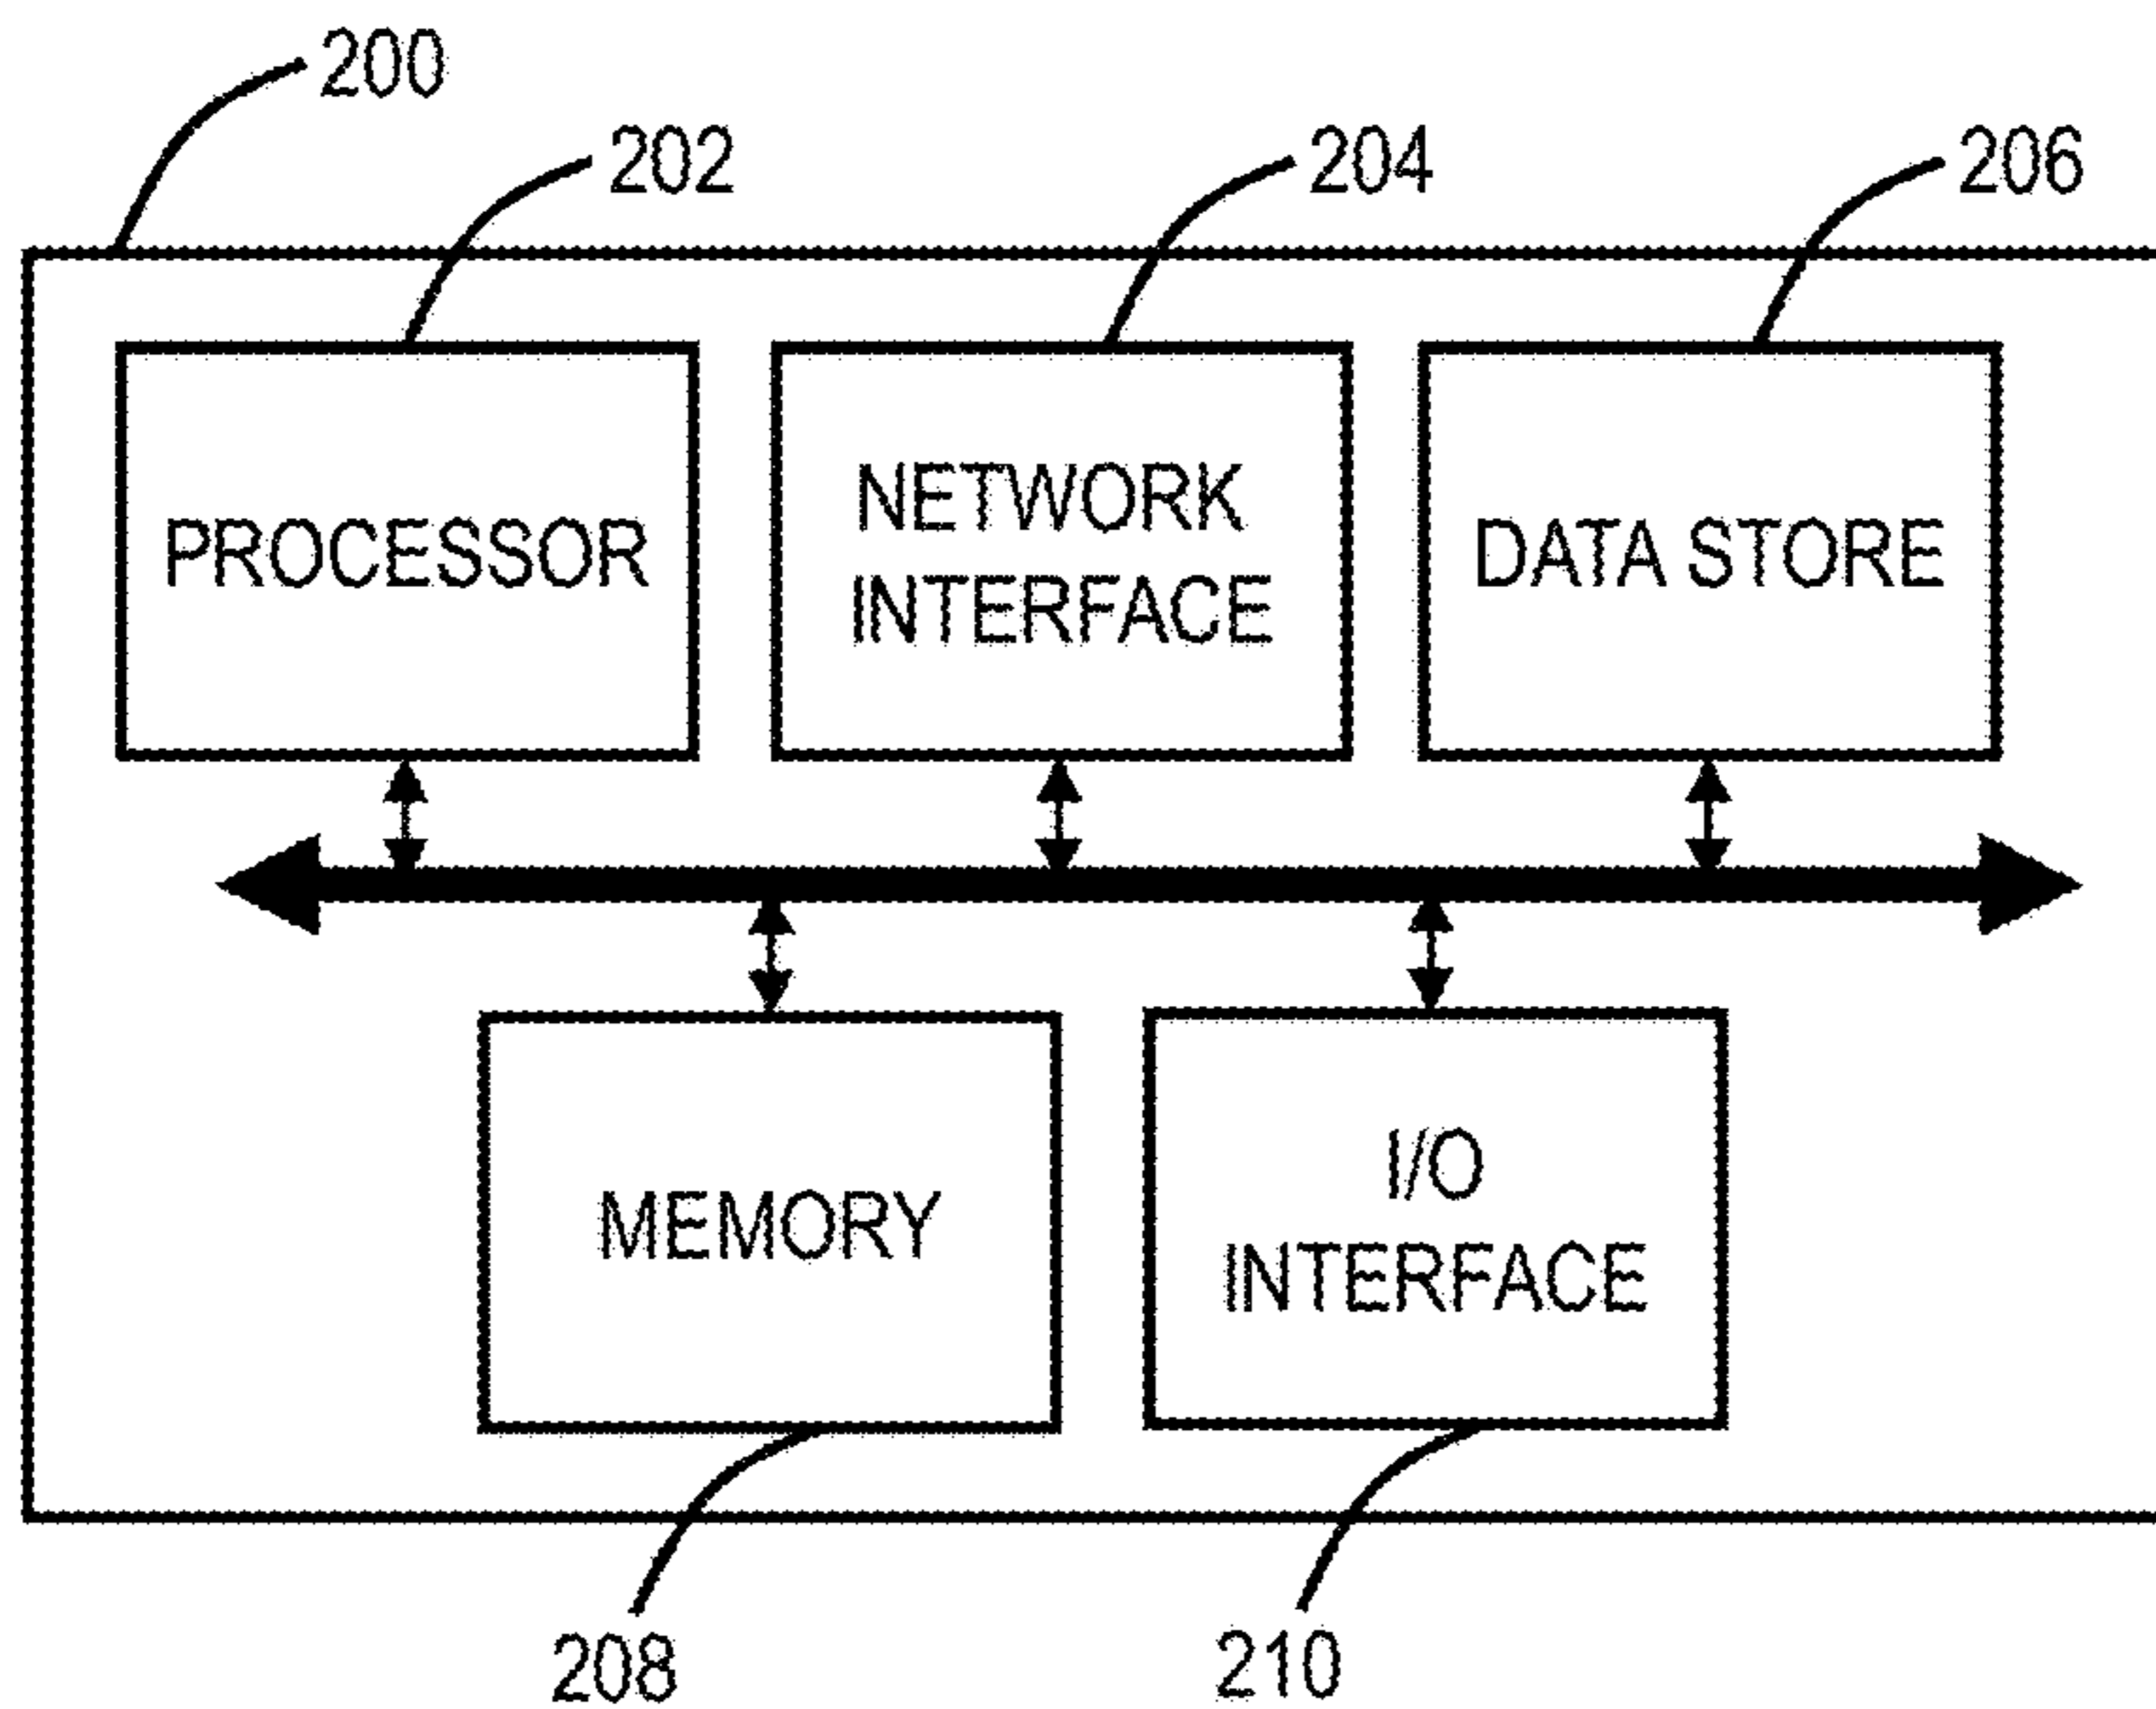 200
202
204
206
PROCESSOR
NETWORK
INTERFACE
DATA STORE
MEMORY
I/O
INTERFACE
208
210